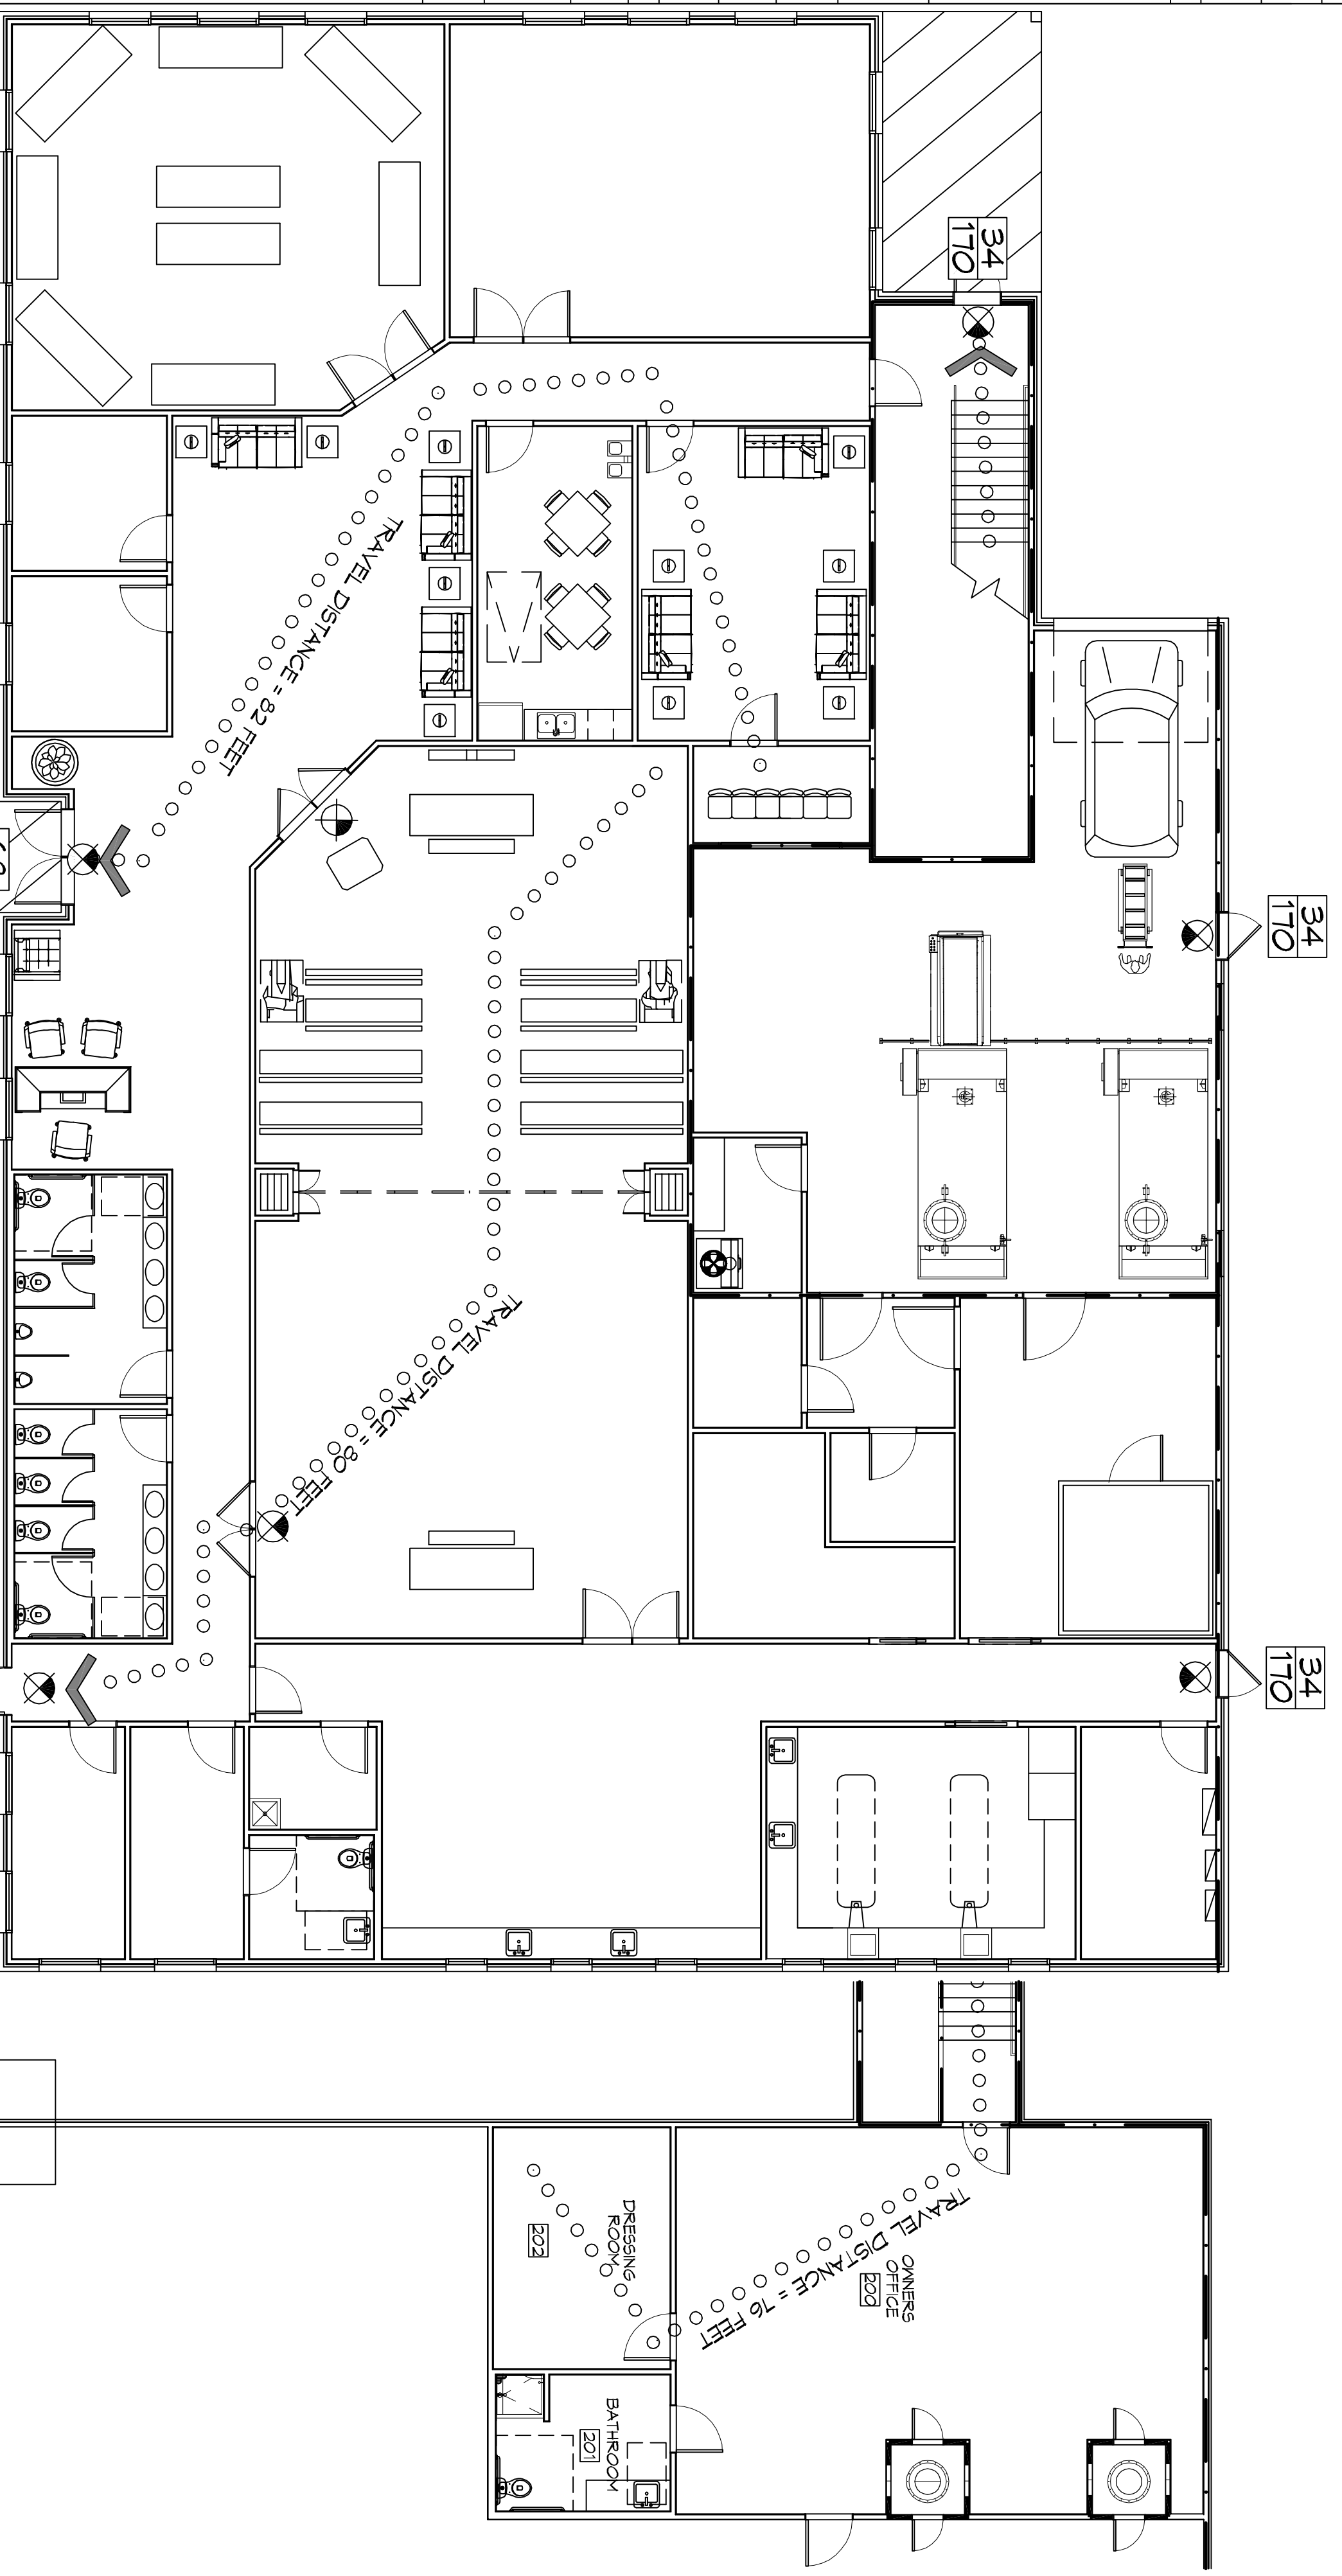 34
170
TRAVEL DISTANCE = 82 FEET
34
170
TRAVEL DISTANCE = 80 FEET
34
170
TRAVEL DISTANCE = 76 FEET
DRESSING
ROOM
202
OWNERS
OFFICE
200
BATHROOM
201